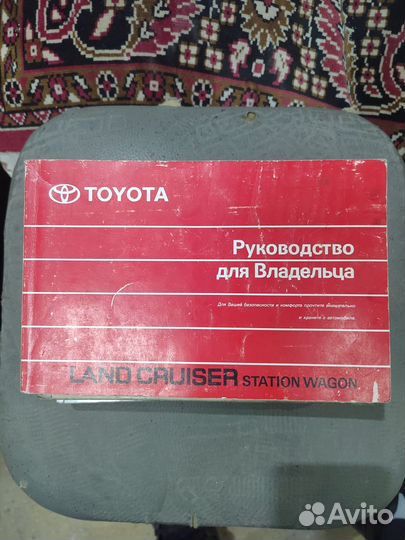 TOYOTA
Руководство
для Владельца
Для Вашей безопасности и комфорта прочтите внимательно
и храните в автомобиле
LAND CRUISER STATION WAGON
Avito